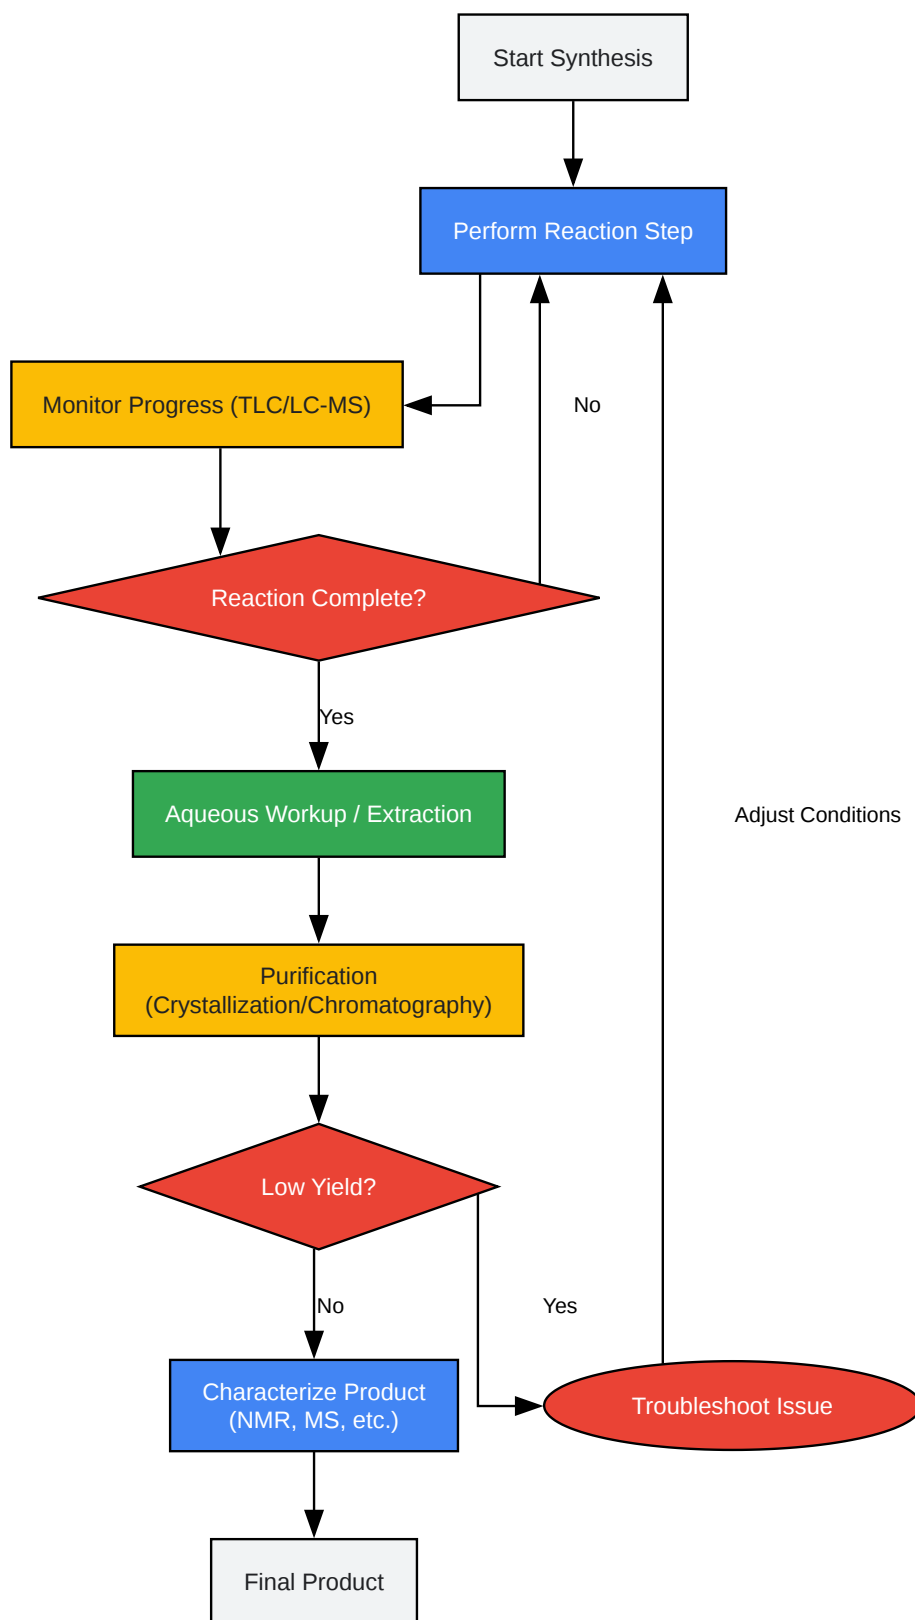 Start Synthesis
Perform Reaction Step
Monitor Progress (TLC/LC-MS)
No
Reaction Complete?
Yes
Aqueous Workup / Extraction
Adjust Conditions
Purification
(Crystallization/Chromatography)
Low Yield?
No
Yes
Characterize Product
(NMR, MS, etc.)
Troubleshoot Issue
Final Product